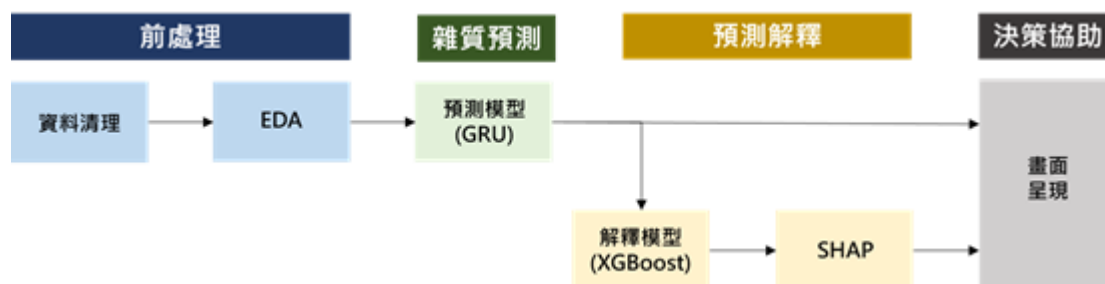 前處理
雜質預測
預測解釋
決策協助
資料清理
EDA
預測模型
(GRU)
畫面
呈現
解釋模型
(XGBoost)
SHAP